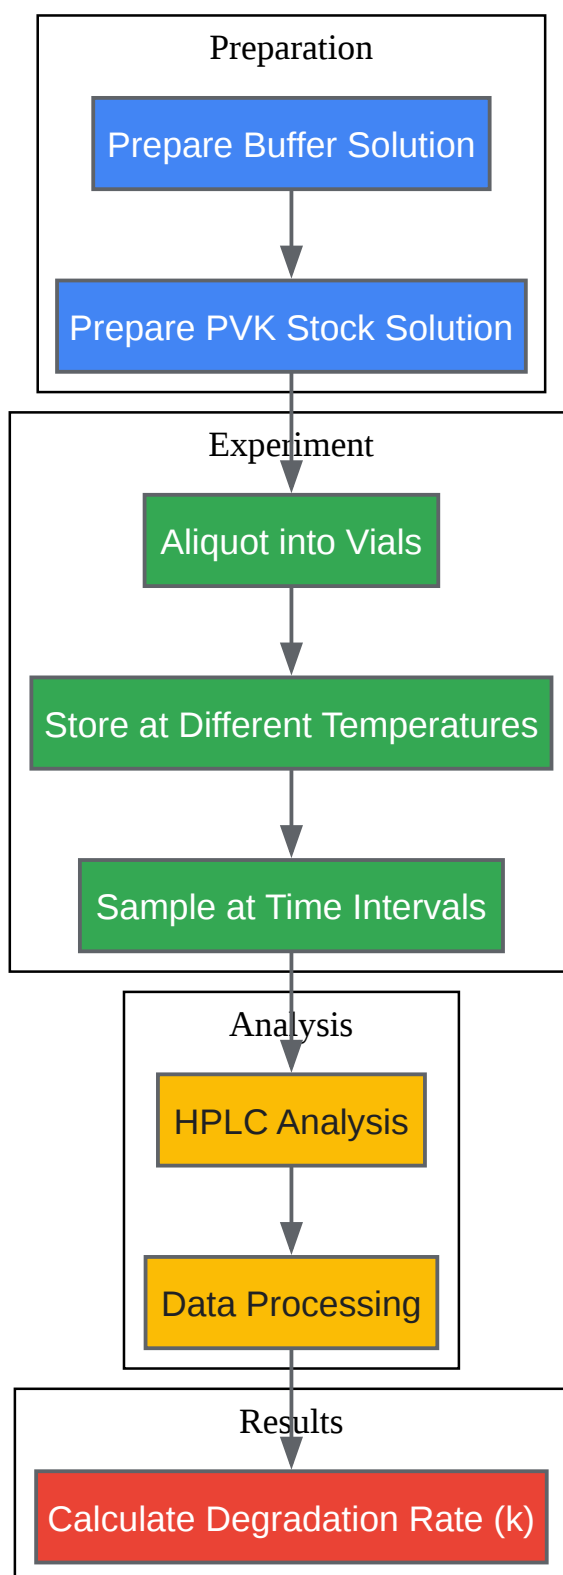 Preparation
Prepare Buffer Solution
Prepare PVK Stock Solution
Experiment
Aliquot into Vials
Store at Different Temperatures
Sample at Time Intervals
Analysis
HPLC Analysis
Data Processing
Results
Calculate Degradation Rate (k)